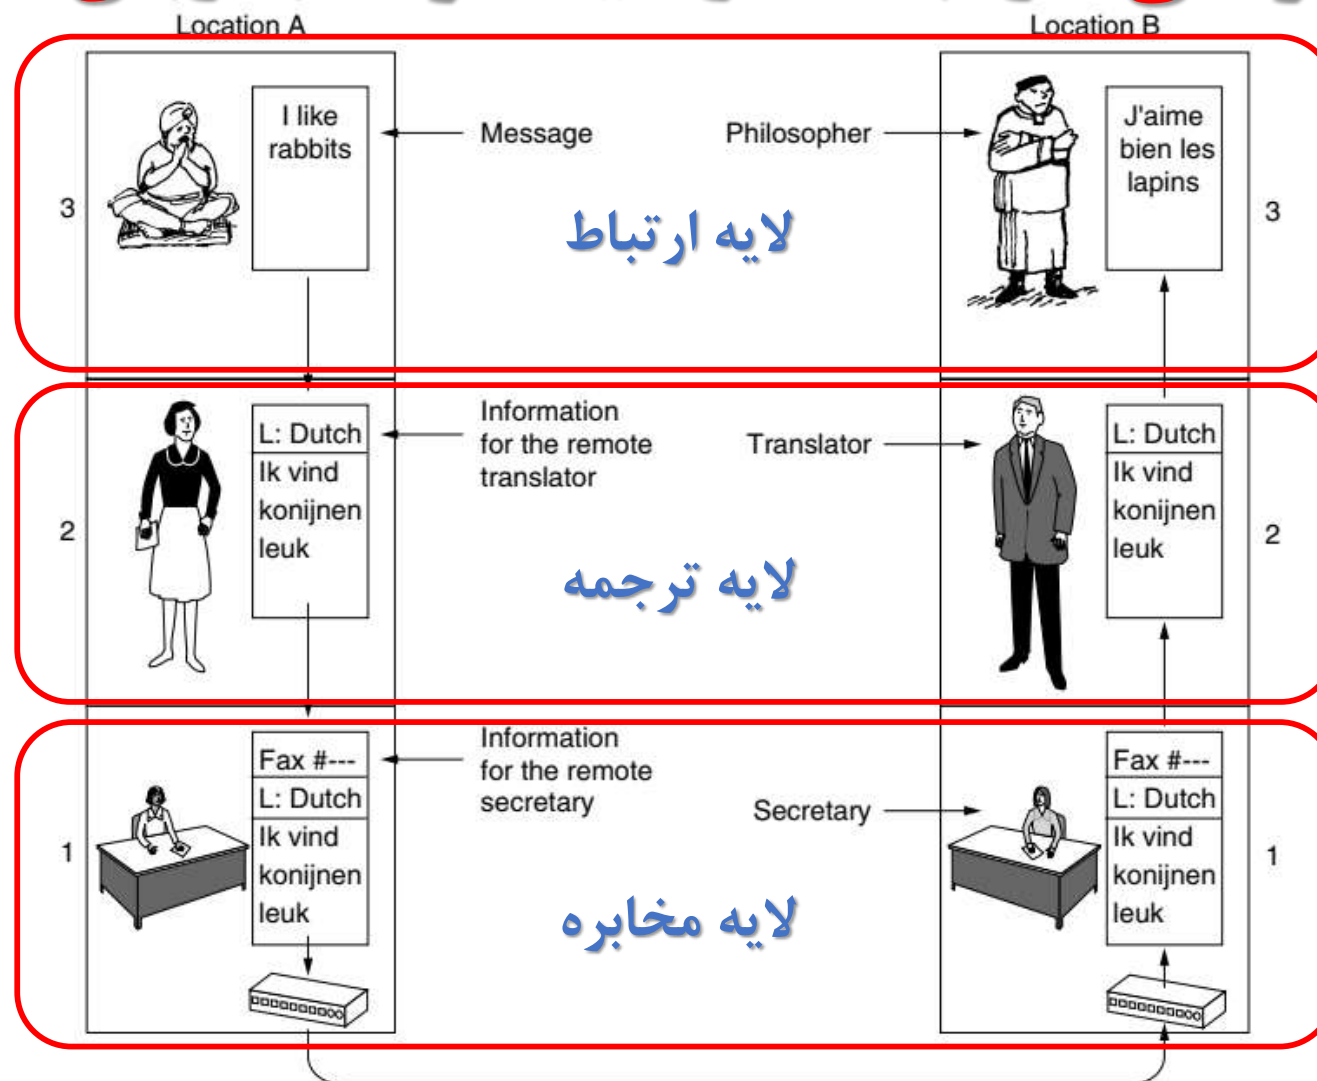 Location A
Location B
I like
rabbits
Message
Philosopher
J'aime
bien les
lapins
3
لایه ارتباط
3
L: Dutch
Ik vind
konijnen
leuk
Information
for the remote
translator
Translator
L: Dutch
Ik vind
konijnen
leuk
2
لایه ترجمه
2
Fax #---
L: Dutch
Ik vind
konijnen
leuk
Information
for the remote
secretary
Secretary
Fax #---
L: Dutch
Ik vind
konijnen
leuk
1
لایه مخابره
1